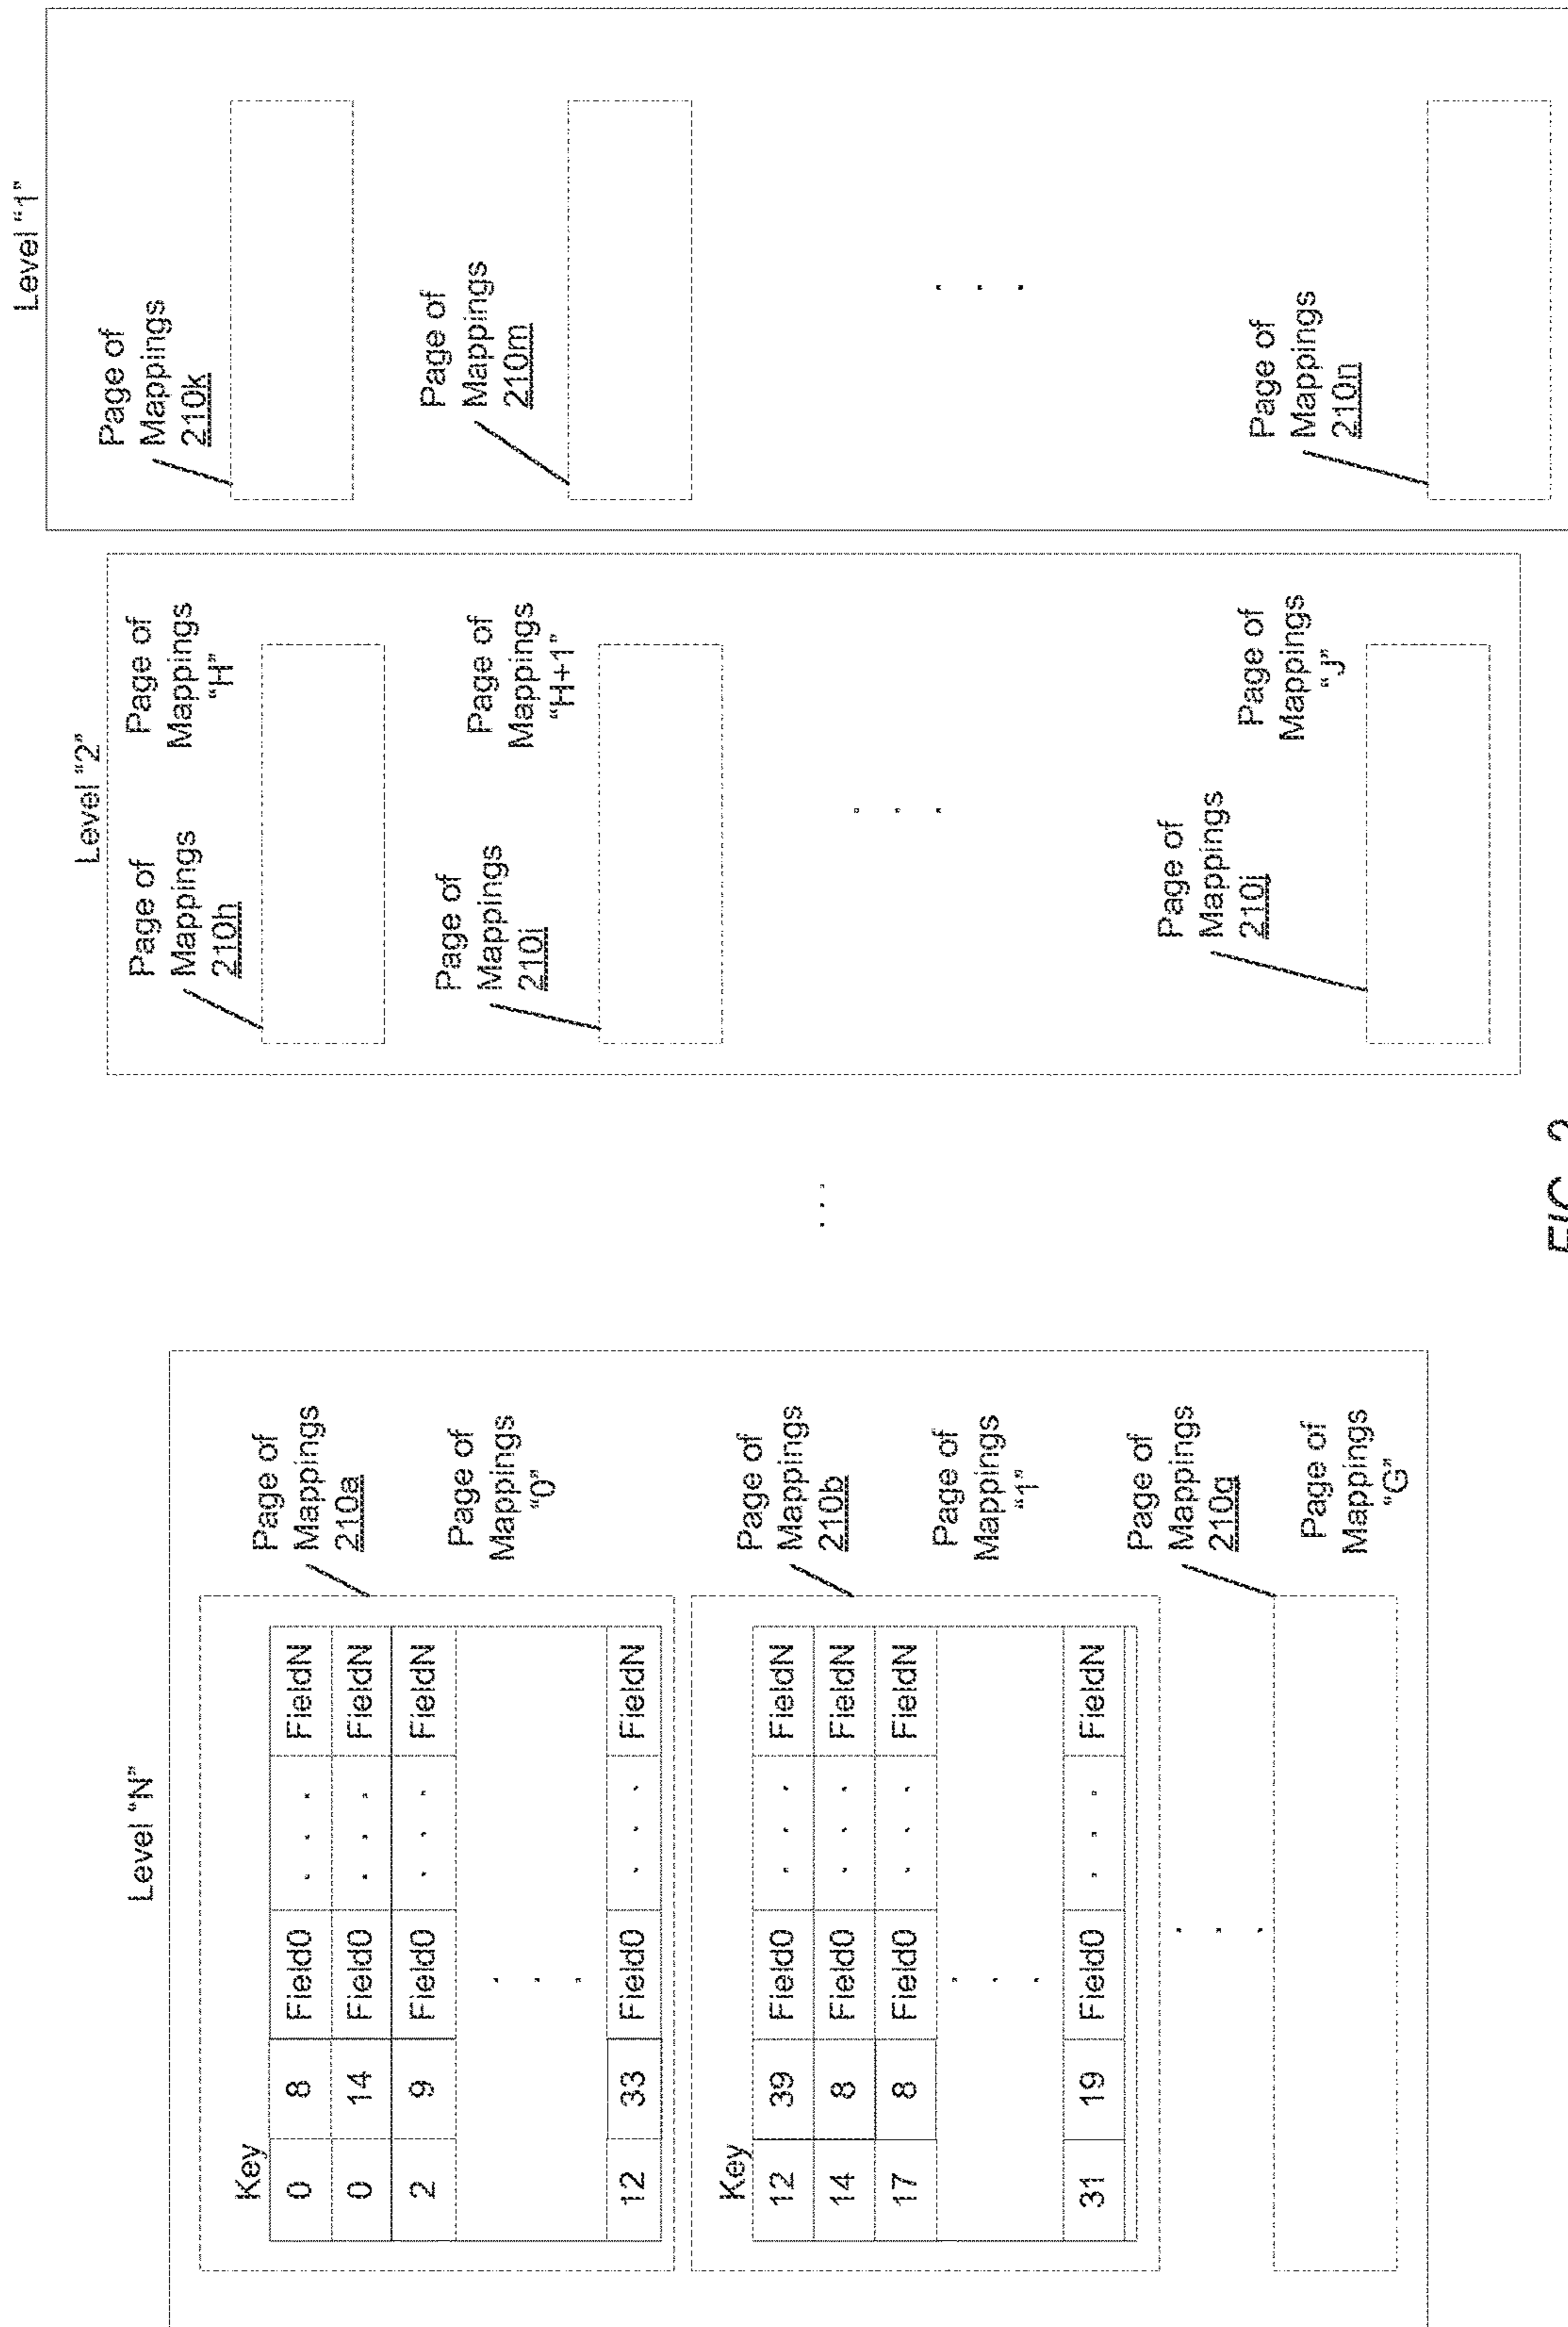 Level "N"
Key
0 8 Field0 . . . FieldN
0 14 Field0 . . . FieldN
2 9 Field0 . . . FieldN
. . .
12 33 Field0 . . . FieldN
Page of
Mappings
210a
Page of
Mappings
"0"
Key
12 39 Field0 . . . FieldN
14 8 Field0 . . . FieldN
17 8 Field0 . . . FieldN
. . .
31 19 Field0 . . . FieldN
Page of
Mappings
210b
Page of
Mappings
"1"
. . .
Page of
Mappings
210g
Page of
Mappings
"G"
. . .
Level "2"
Page of
Mappings
210h
Page of
Mappings
"H"
Page of
Mappings
210i
Page of
Mappings
"H+1"
. . .
Page of
Mappings
210j
Page of
Mappings
"J"
Level "1"
Page of
Mappings
210k
Page of
Mappings
210m
. . .
Page of
Mappings
210n
FIG. 2